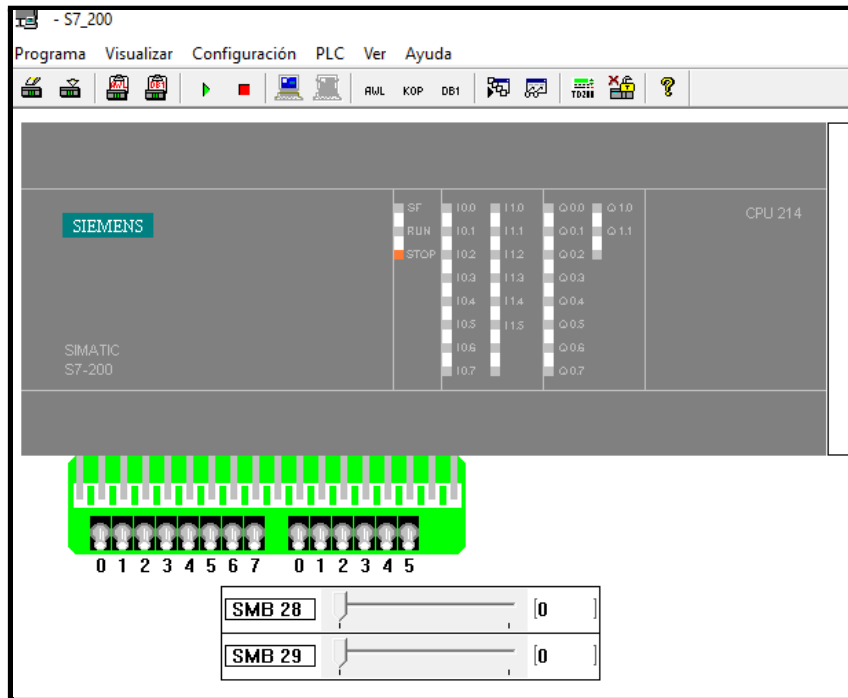 - S7_200
Programa Visualizar Configuración PLC Ver Ayuda
AWL DB1 AWL KOP DB1 TD200 ?
SIEMENS
SF I0.0 I1.0 Q0.0 Q1.0
RUN I0.1 I1.1 Q0.1 Q1.1
STOP I0.2 I1.2 Q0.2
I0.3 I1.3 Q0.3
I0.4 I1.4 Q0.4
I0.5 I1.5 Q0.5
I0.6 Q0.6
I0.7 Q0.7
CPU 214
SIMATIC
S7-200
0 1 2 3 4 5 6 7 0 1 2 3 4 5
SMB 28 [0 ]
SMB 29 [0 ]